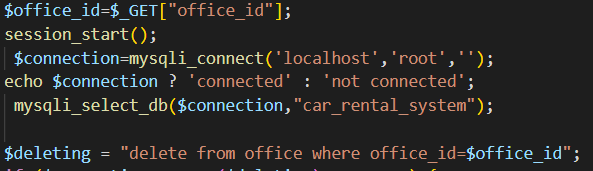 $office_id=$_GET["office_id"];
session_start();
$connection=mysqli_connect('localhost','root','');
echo $connection ? 'connected' : 'not connected';
mysqli_select_db($connection,"car_rental_system");
$deleting = "delete from office where office_id=$office_id";